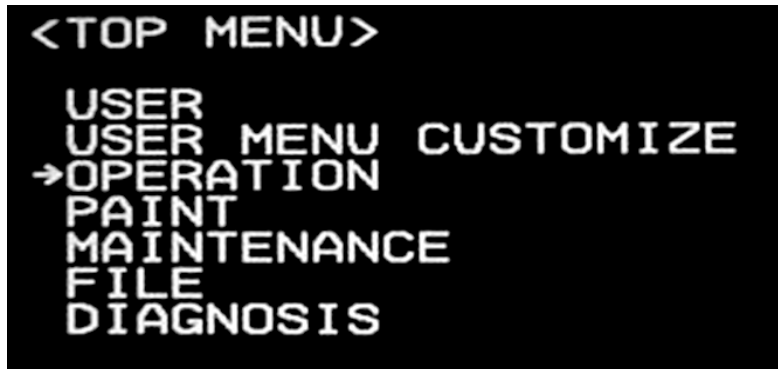 <TOP MENU>
USER
USER MENU CUSTOMIZE
→OPERATION
PAINT
MAINTENANCE
FILE
DIAGNOSIS